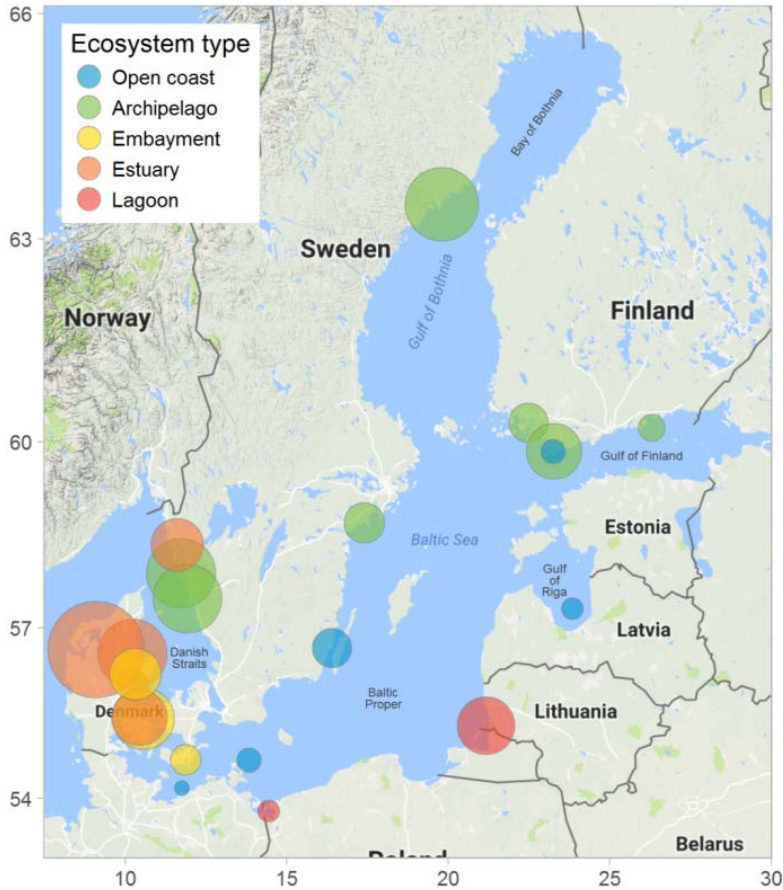 66
63
60
57
54
10
15
20
25
30
Ecosystem type
Open coast
Archipelago
Embayment
Estuary
Lagoon
Bay of Bothnia
Sweden
Gulf of Bothnia
Norway
Finland
Gulf of Finland
Baltic Sea
Estonia
Gulf
of
Riga
Latvia
Danish
Straits
Baltic
Proper
Denmark
Lithuania
Poland
Belarus